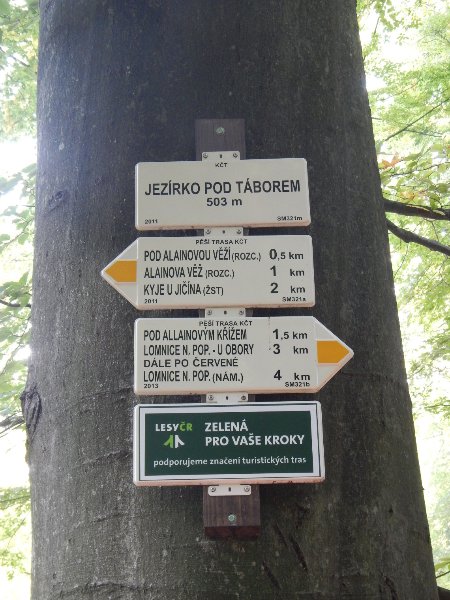 KČT
JEZÍRKO POD TÁBOREM
503 m
2011 SM321m
PĚŠÍ TRASA KČT
POD ALAINOVOU VĚŽÍ (ROZC.) 0,5 km
ALAINOVA VĚŽ (ROZC.) 1 km
KYJE U JIČÍNA (ŽST) 2 km
2011 SM321a
PĚŠÍ TRASA KČT
POD ALLAINOVÝM KŘÍŽEM 1,5 km
LOMNICE N. POP. - U OBORY 3 km
DÁLE PO ČERVENÉ
LOMNICE N. POP. (NÁM.) 4 km
2013 SM321b
LESYČR ZELENÁ
PRO VAŠE KROKY
podporujeme značení turistických tras